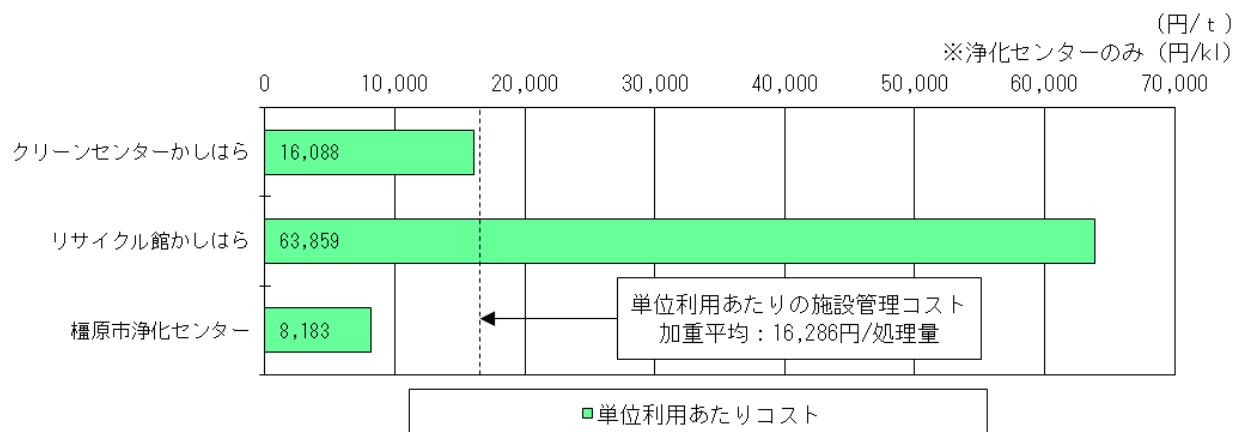 (円/ｔ)
※浄化センターのみ (円/kl)
0 10,000 20,000 30,000 40,000 50,000 60,000 70,000
クリーンセンターかしはら 16,088
リサイクル館かしはら 63,859
単位利用あたりの施設管理コスト
加重平均：16,286円/処理量
橿原市浄化センター 8,183
単位利用あたりコスト